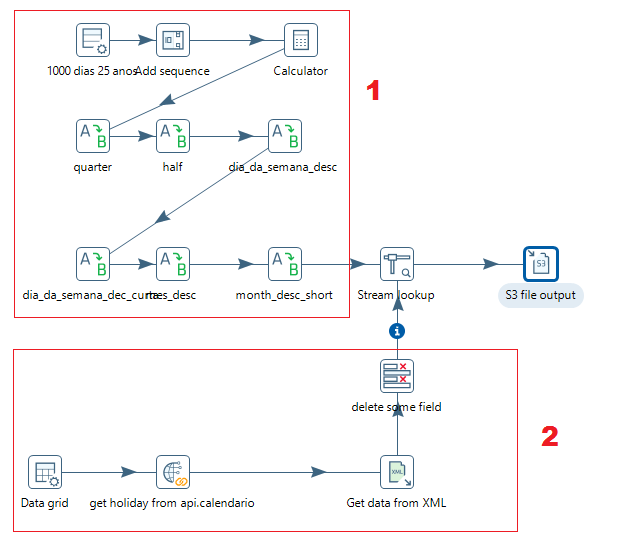 1000 dias 25 anos
Add sequence
Calculator
1
quarter
half
dia_da_semana_desc
dia_da_semana_dec_curta
mes_desc
month_desc_short
Stream lookup
S3 file output
delete some field
2
Data grid
get holiday from api.calendario
Get data from XML